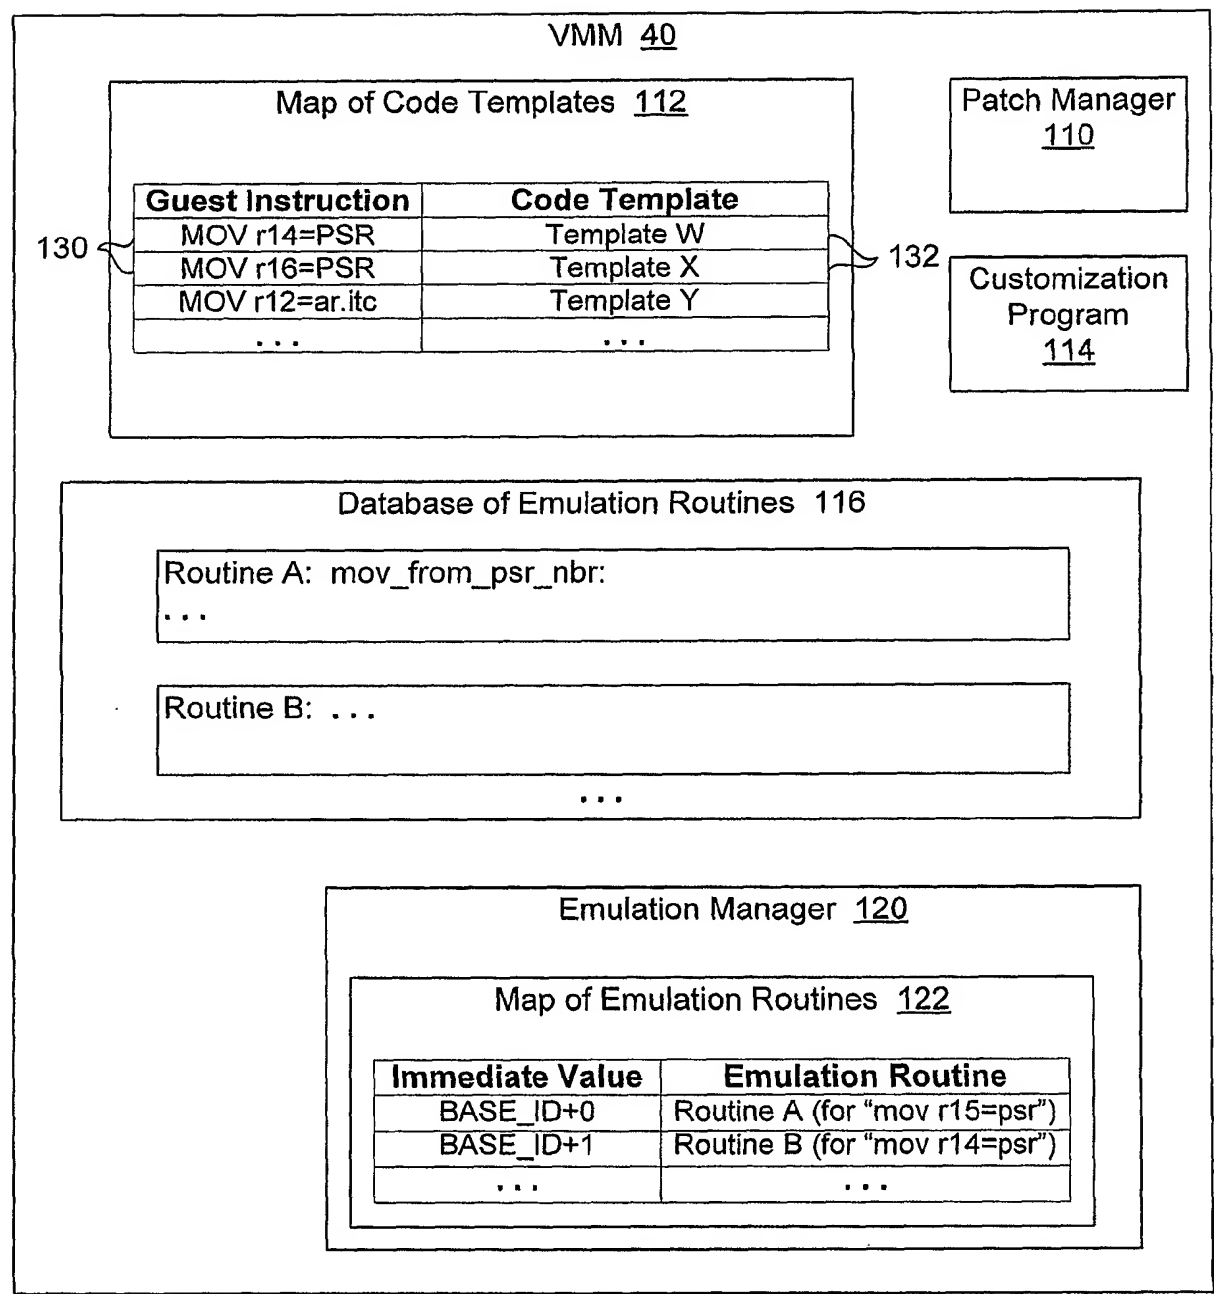 VMM 40
Map of Code Templates 112
Guest Instruction Code Template
MOV r14=PSR Template W
MOV r16=PSR Template X
MOV r12=ar.itc Template Y
... ...
130
132
Patch Manager
110
Customization
Program
114
Database of Emulation Routines 116
Routine A: mov_from_psr_nbr:
...
Routine B: ...
...
Emulation Manager 120
Map of Emulation Routines 122
Immediate Value Emulation Routine
BASE_ID+0 Routine A (for “mov r15=psr”)
BASE_ID+1 Routine B (for “mov r14=psr”)
... ...